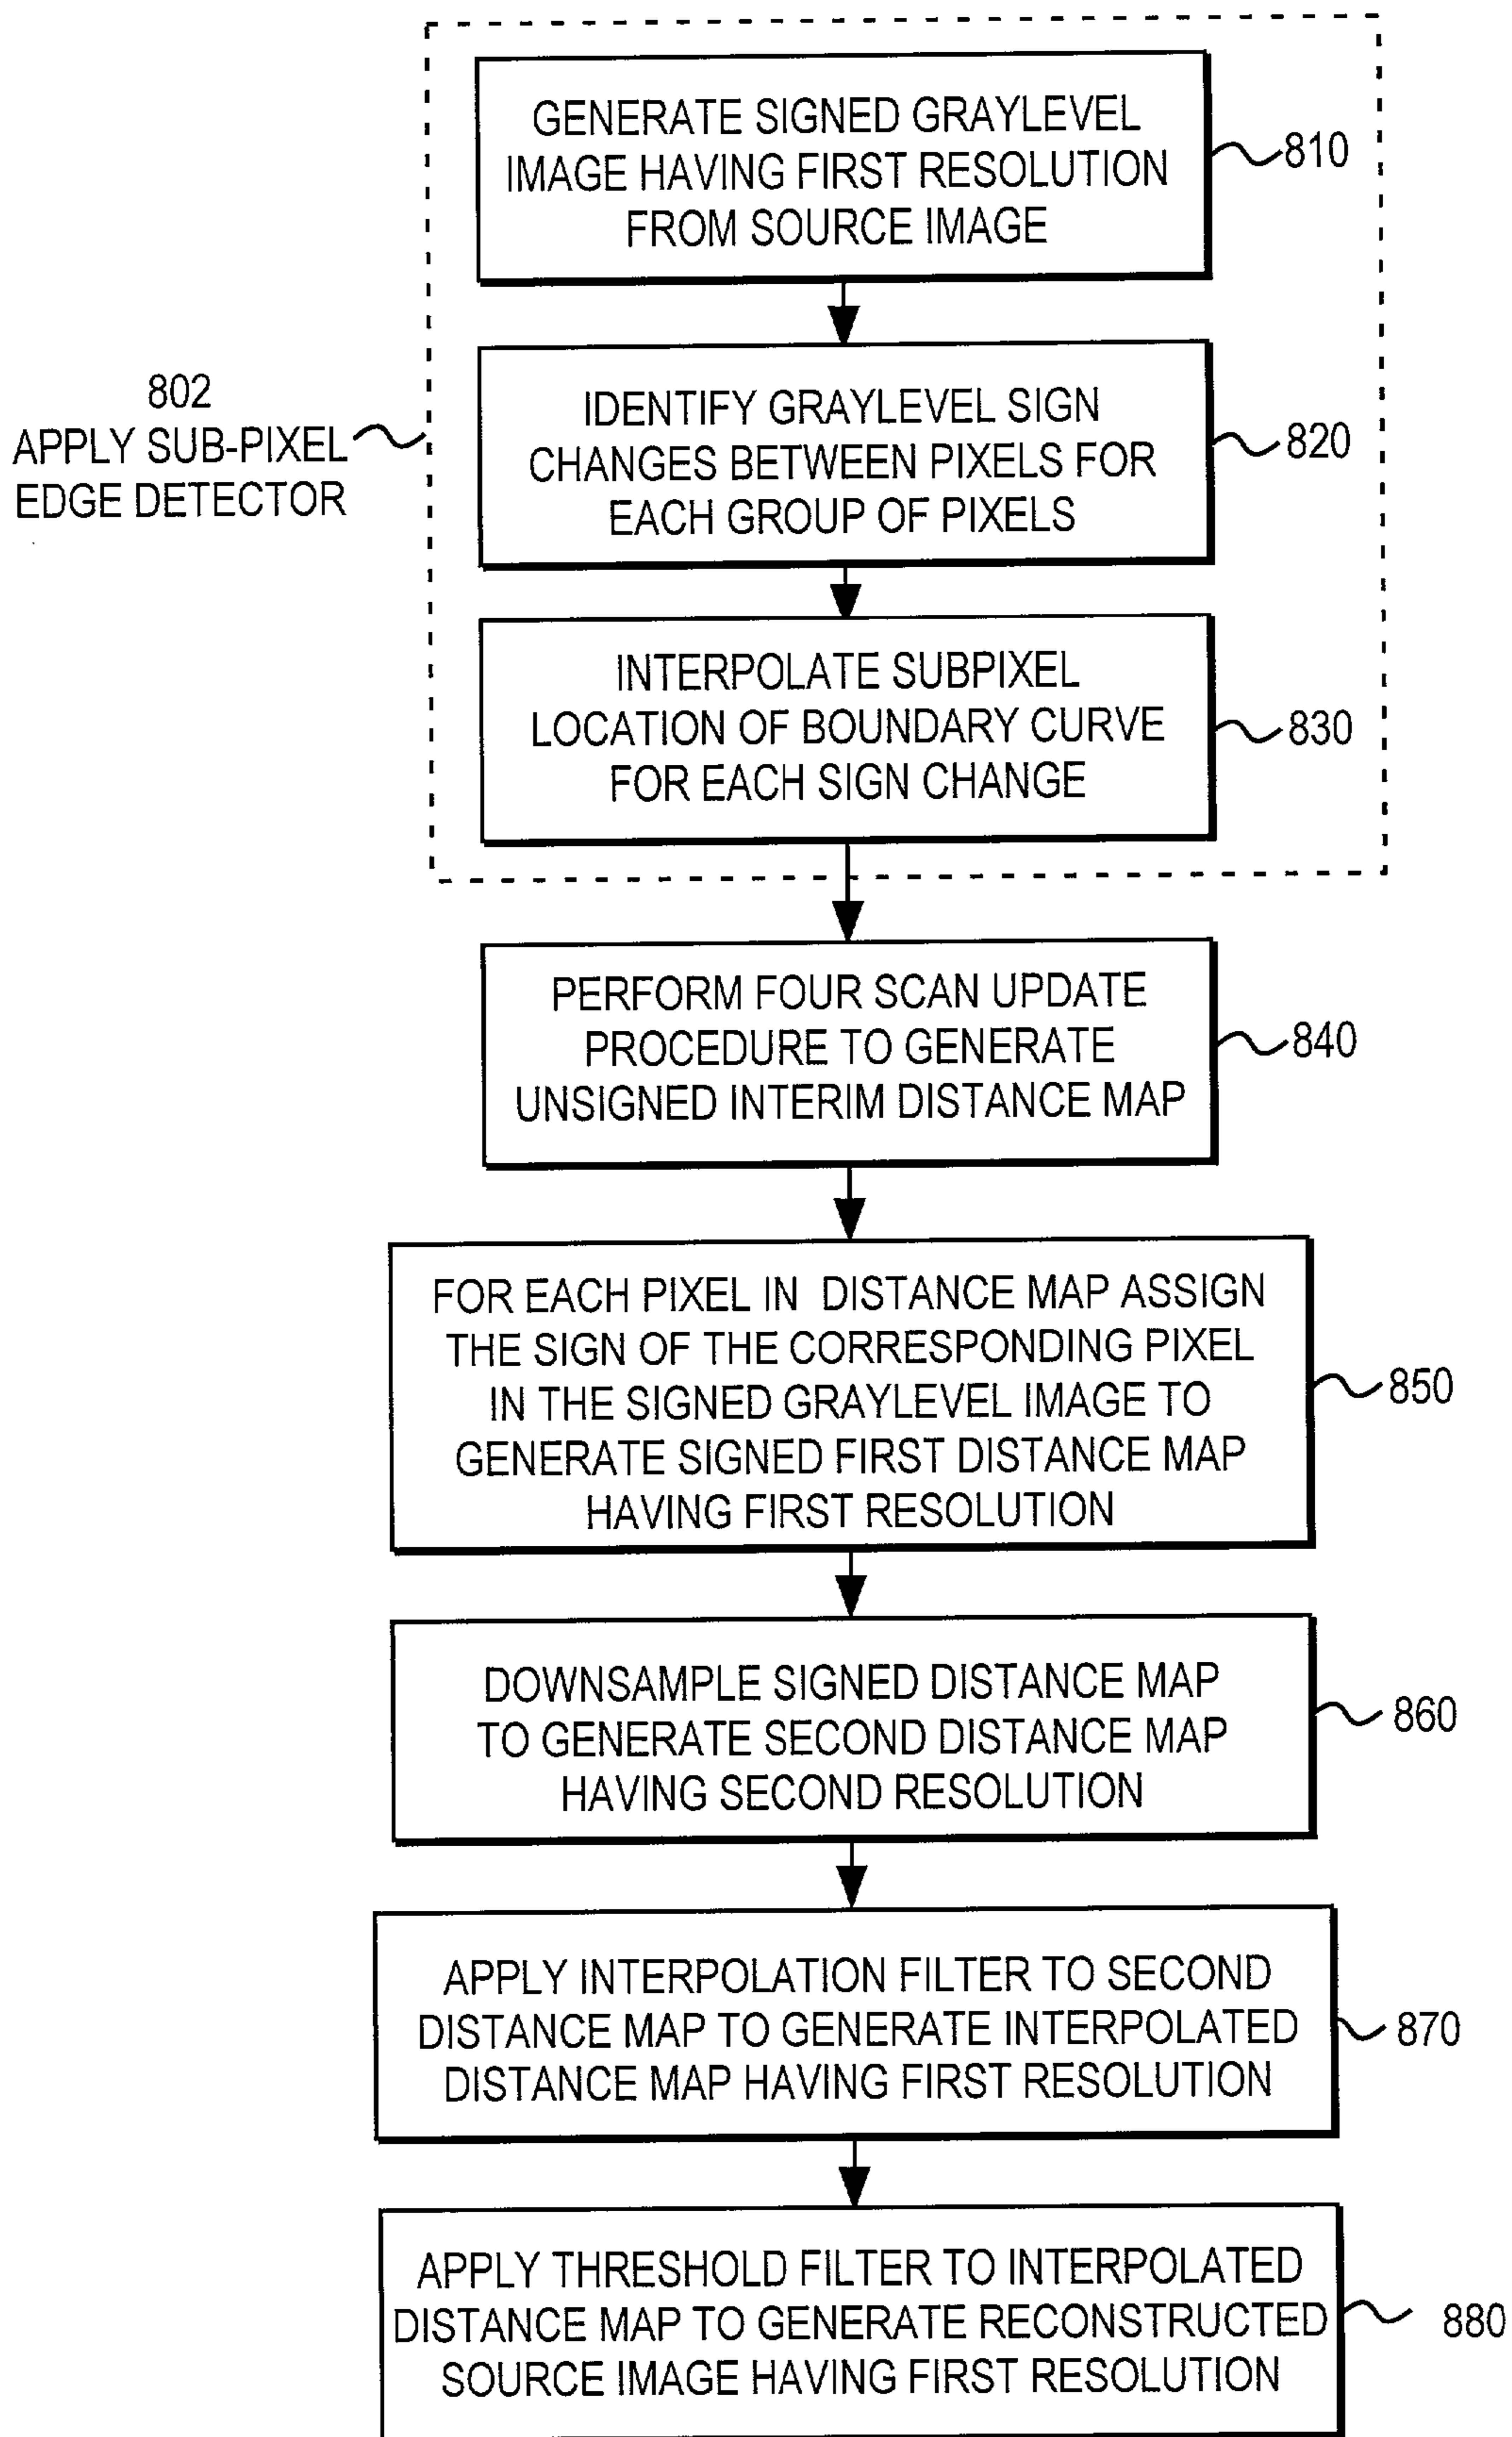 GENERATE SIGNED GRAYLEVEL
IMAGE HAVING FIRST RESOLUTION
FROM SOURCE IMAGE
810
802
APPLY SUB-PIXEL
EDGE DETECTOR
IDENTIFY GRAYLEVEL SIGN
CHANGES BETWEEN PIXELS FOR
EACH GROUP OF PIXELS
820
INTERPOLATE SUBPIXEL
LOCATION OF BOUNDARY CURVE
FOR EACH SIGN CHANGE
830
PERFORM FOUR SCAN UPDATE
PROCEDURE TO GENERATE
UNSIGNED INTERIM DISTANCE MAP
840
FOR EACH PIXEL IN DISTANCE MAP ASSIGN
THE SIGN OF THE CORRESPONDING PIXEL
IN THE SIGNED GRAYLEVEL IMAGE TO
GENERATE SIGNED FIRST DISTANCE MAP
HAVING FIRST RESOLUTION
850
DOWNSAMPLE SIGNED DISTANCE MAP
TO GENERATE SECOND DISTANCE MAP
HAVING SECOND RESOLUTION
860
APPLY INTERPOLATION FILTER TO SECOND
DISTANCE MAP TO GENERATE INTERPOLATED
DISTANCE MAP HAVING FIRST RESOLUTION
870
APPLY THRESHOLD FILTER TO INTERPOLATED
DISTANCE MAP TO GENERATE RECONSTRUCTED
SOURCE IMAGE HAVING FIRST RESOLUTION
880